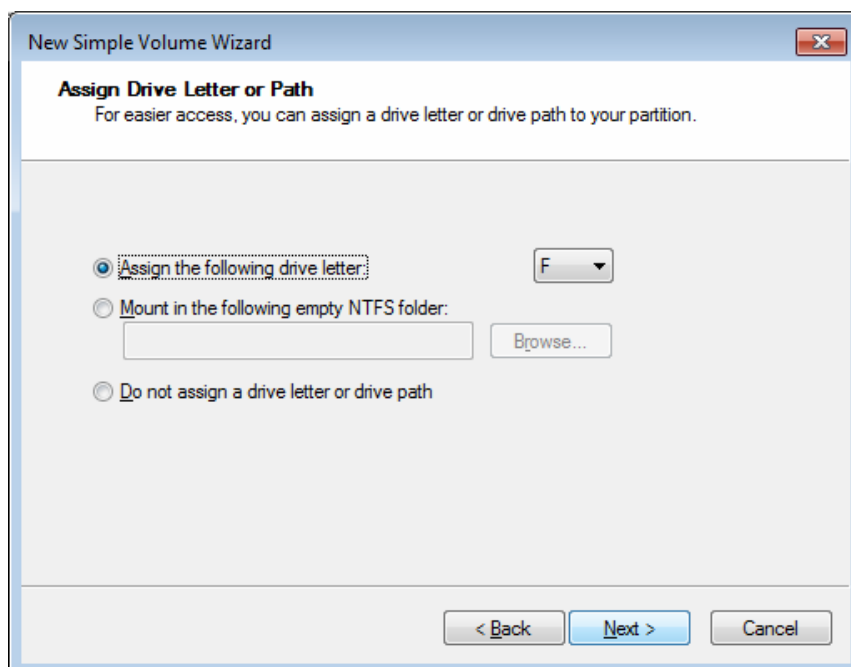 New Simple Volume Wizard
Assign Drive Letter or Path
For easier access, you can assign a drive letter or drive path to your partition.
Assign the following drive letter: F
Mount in the following empty NTFS folder:
Browse...
Do not assign a drive letter or drive path
< Back Next > Cancel